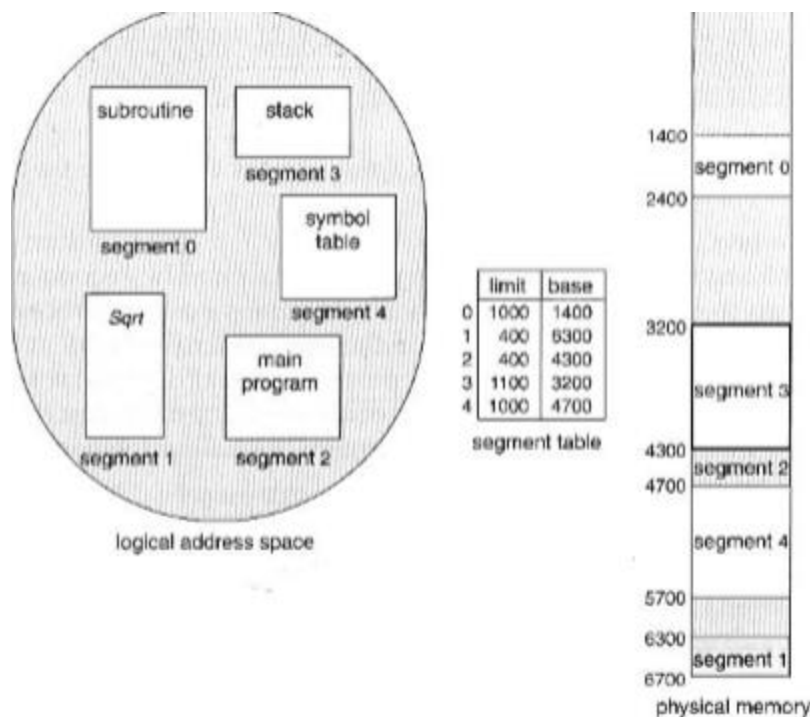 subroutine
segment 0
stack
segment 3
symbol
table
segment 4
Sqrt
segment 1
main
program
segment 2
logical address space
limit base
0 1000 1400
1 400 6300
2 400 4300
3 1100 3200
4 1000 4700
segment table
1400
segment 0
2400
3200
segment 3
4300
segment 2
4700
segment 4
5700
6300
segment 1
6700
physical memory